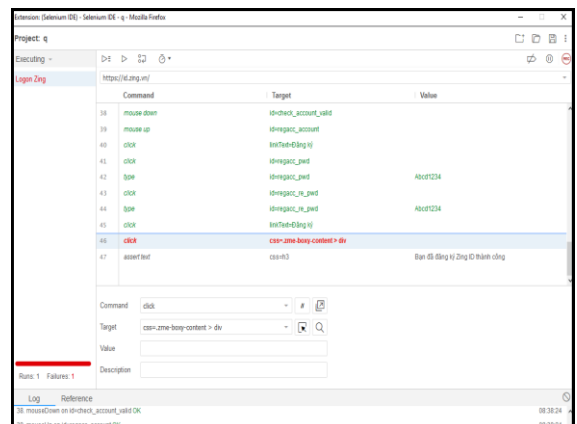 Extension: (Selenium IDE) - Selenium IDE - q - Mozilla Firefox
Project: q
Executing
Logon Zing
https://id.zing.vn/
Command Target Value
38 mouse down id=check_account_valid
39 mouse up id=regacc_account
40 click linkText=Đăng ký
41 click id=regacc_pwd
42 type id=regacc_pwd Abcd1234
43 click id=regacc_re_pwd
44 type id=regacc_re_pwd Abcd1234
45 click linkText=Đăng ký
46 click css=.zme-boxy-content > div
47 assert text css=h3 Bạn đã đăng ký Zing ID thành công
Command click
Target css=.zme-boxy-content > div
Value
Description
Runs: 1 Failures: 1
Log Reference
38. mouseDown on id=check_account_valid OK 08:38:24